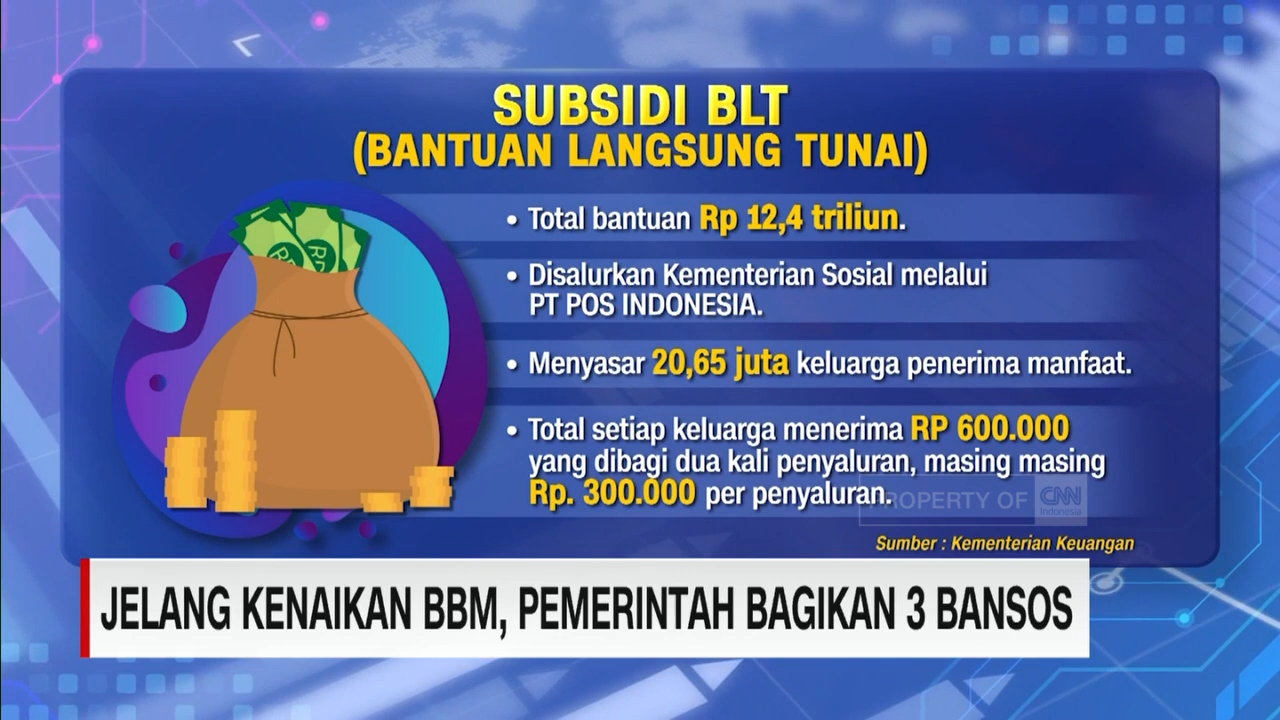 SUBSIDI BLT
(BANTUAN LANGSUNG TUNAI)
• Total bantuan Rp 12,4 triliun.
• Disalurkan Kementerian Sosial melalui
PT POS INDONESIA.
• Menyasar 20,65 juta keluarga penerima manfaat.
• Total setiap keluarga menerima RP 600.000
yang dibagi dua kali penyaluran, masing masing
Rp. 300.000 per penyaluran.
PROPERTY OF CNN Indonesia
Sumber : Kementerian Keuangan
JELANG KENAIKAN BBM, PEMERINTAH BAGIKAN 3 BANSOS